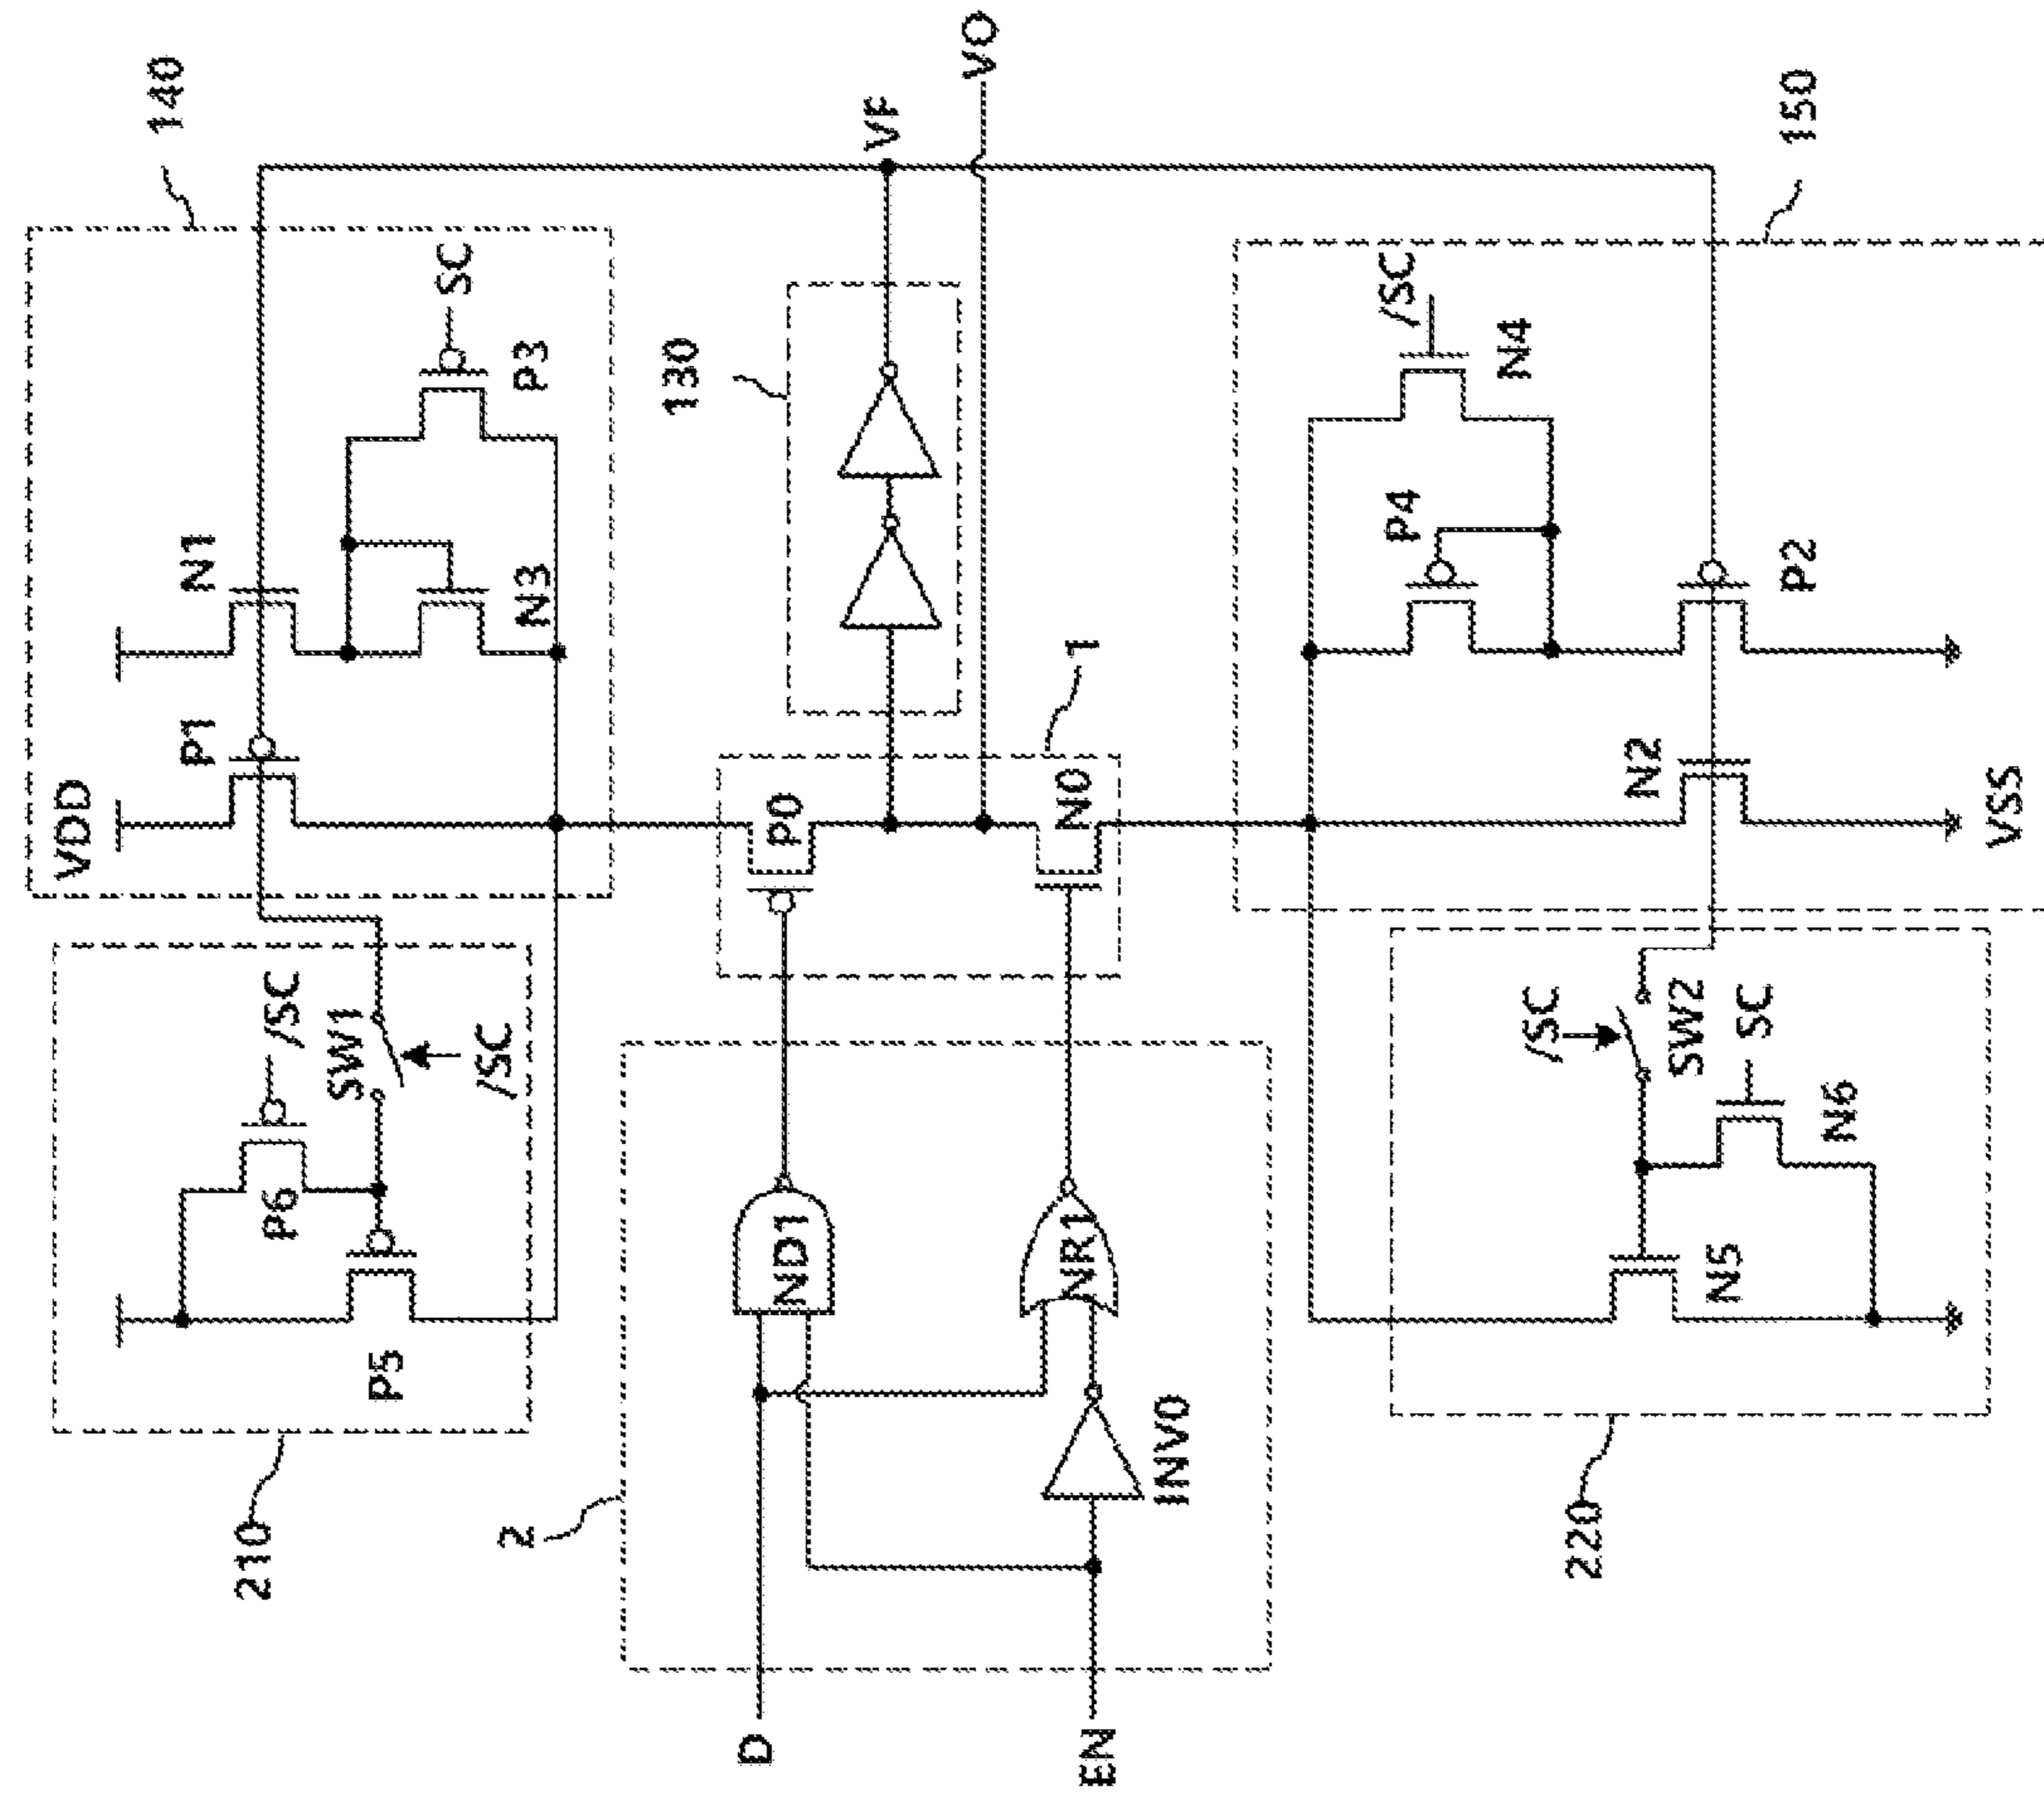 140
VDD
P1
N1
SC
P3
N3
210
P6
/SC
SW1
/SC
P5
130
VF
VO
2
D
EN
ND1
NR1
INV0
P0
N0
1
150
/SC
N4
P4
P2
N2
VSS
220
/SC
SW2
SC
N6
N5